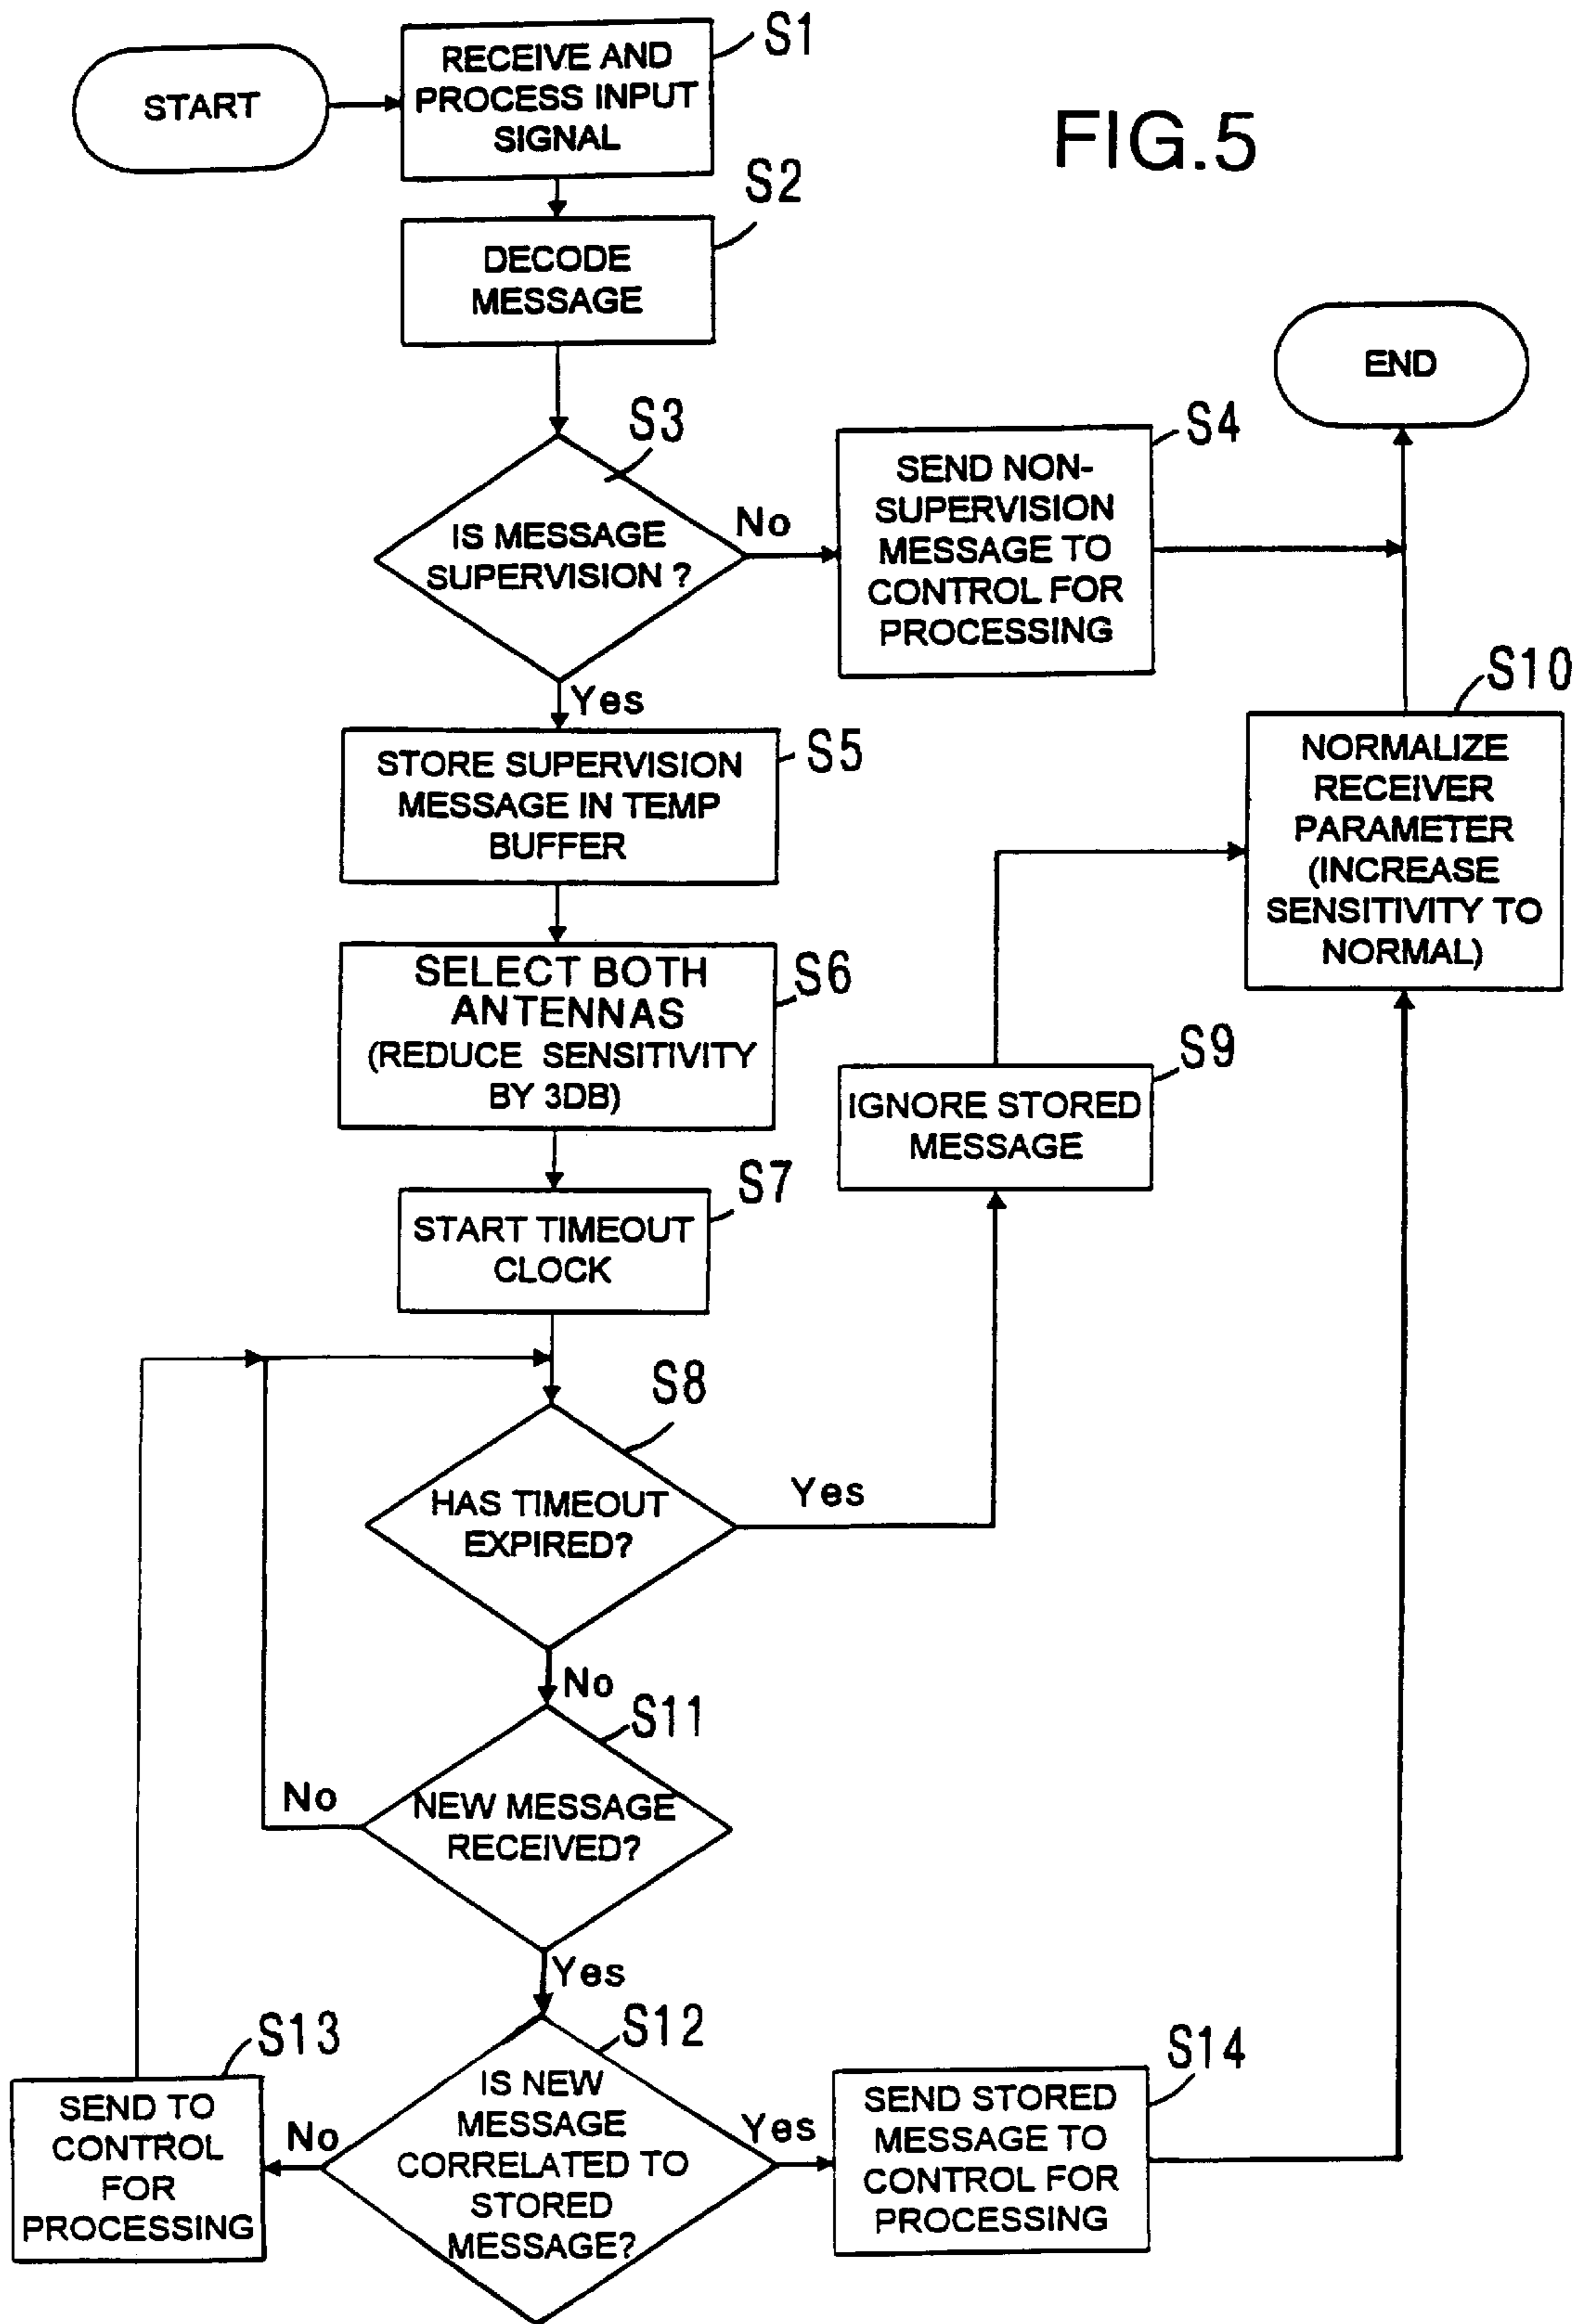 START
RECEIVE AND
PROCESS INPUT
SIGNAL
S1
FIG.5
DECODE
MESSAGE
S2
END
IS MESSAGE
SUPERVISION ?
S3
No
SEND NON-
SUPERVISION
MESSAGE TO
CONTROL FOR
PROCESSING
S4
Yes
STORE SUPERVISION
MESSAGE IN TEMP
BUFFER
S5
NORMALIZE
RECEIVER
PARAMETER
(INCREASE
SENSITIVITY TO
NORMAL)
S10
SELECT BOTH
ANTENNAS
(REDUCE SENSITIVITY
BY 3DB)
S6
IGNORE STORED
MESSAGE
S9
START TIMEOUT
CLOCK
S7
HAS TIMEOUT
EXPIRED?
S8
Yes
No
NEW MESSAGE
RECEIVED?
S11
No
Yes
IS NEW
MESSAGE
CORRELATED TO
STORED
MESSAGE?
S12
No
SEND TO
CONTROL
FOR
PROCESSING
S13
Yes
SEND STORED
MESSAGE TO
CONTROL FOR
PROCESSING
S14